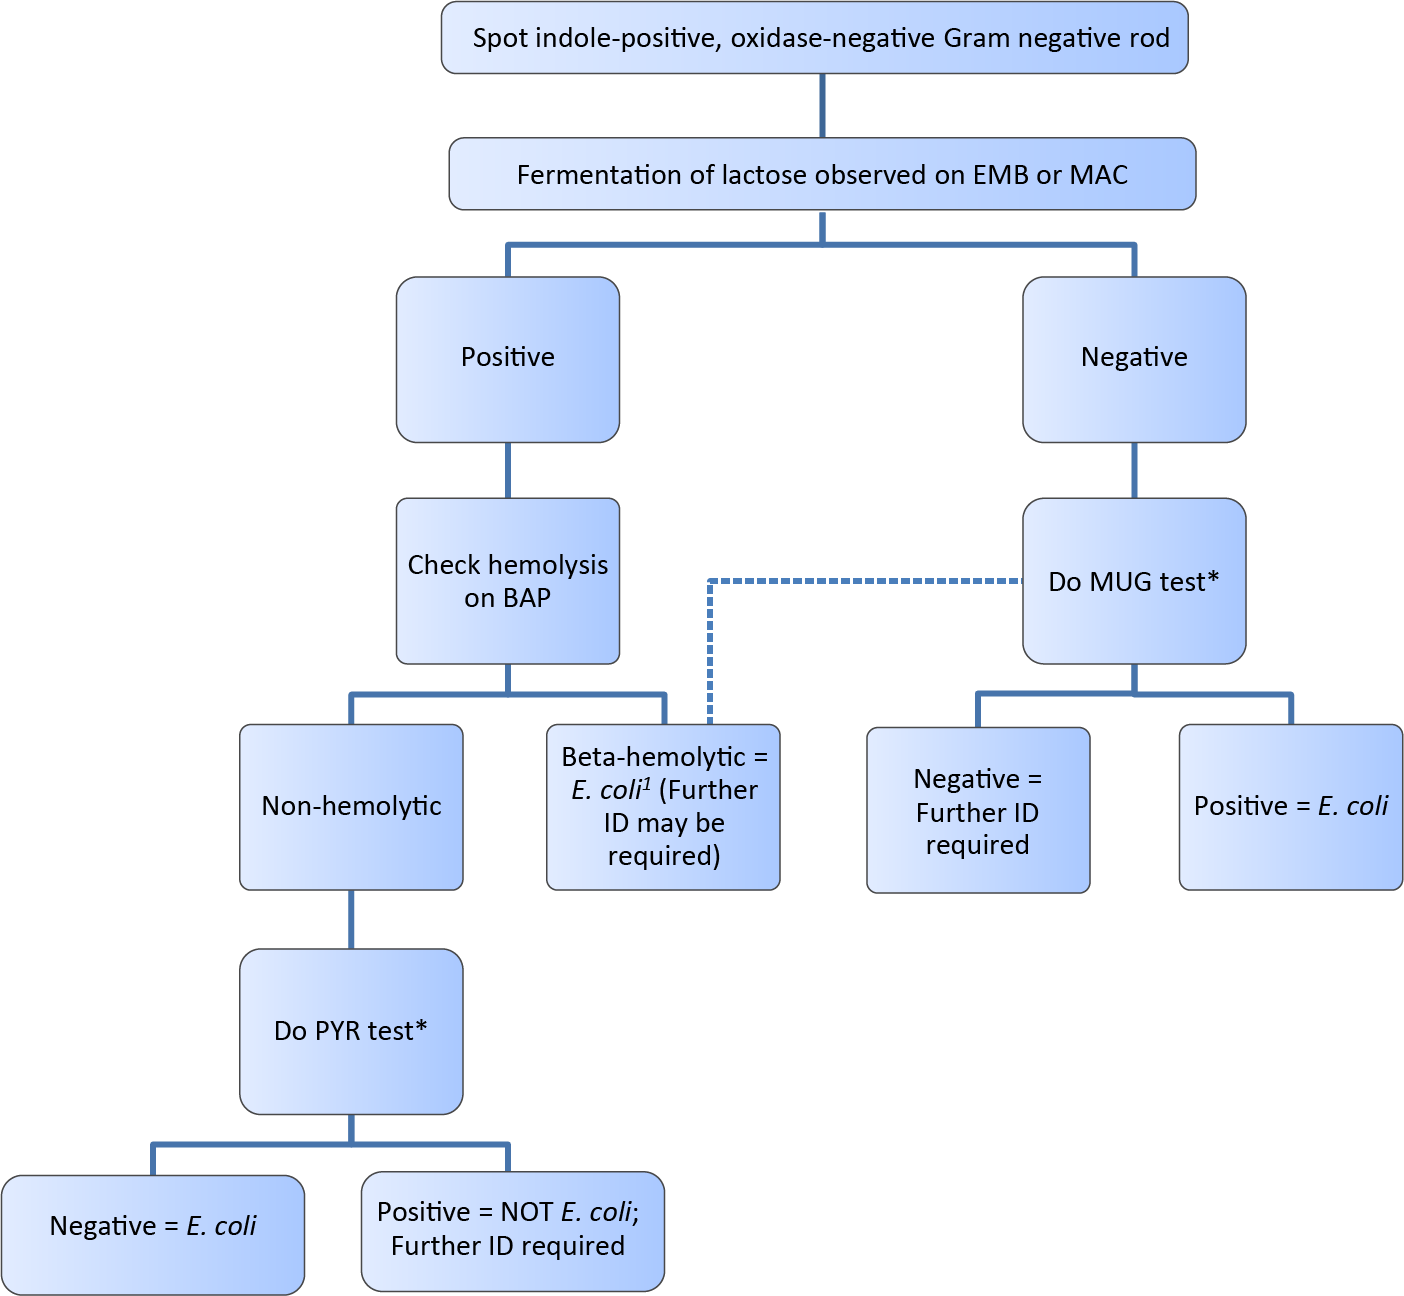 Spot indole-positive, oxidase-negative Gram negative rod
Fermentation of lactose observed on EMB or MAC
Positive
Negative
Check hemolysis
on BAP
Do MUG test*
Non-hemolytic
Beta-hemolytic =
E. coli¹ (Further
ID may be
required)
Negative =
Further ID
required
Positive = E. coli
Do PYR test*
Negative = E. coli
Positive = NOT E. coli;
Further ID required